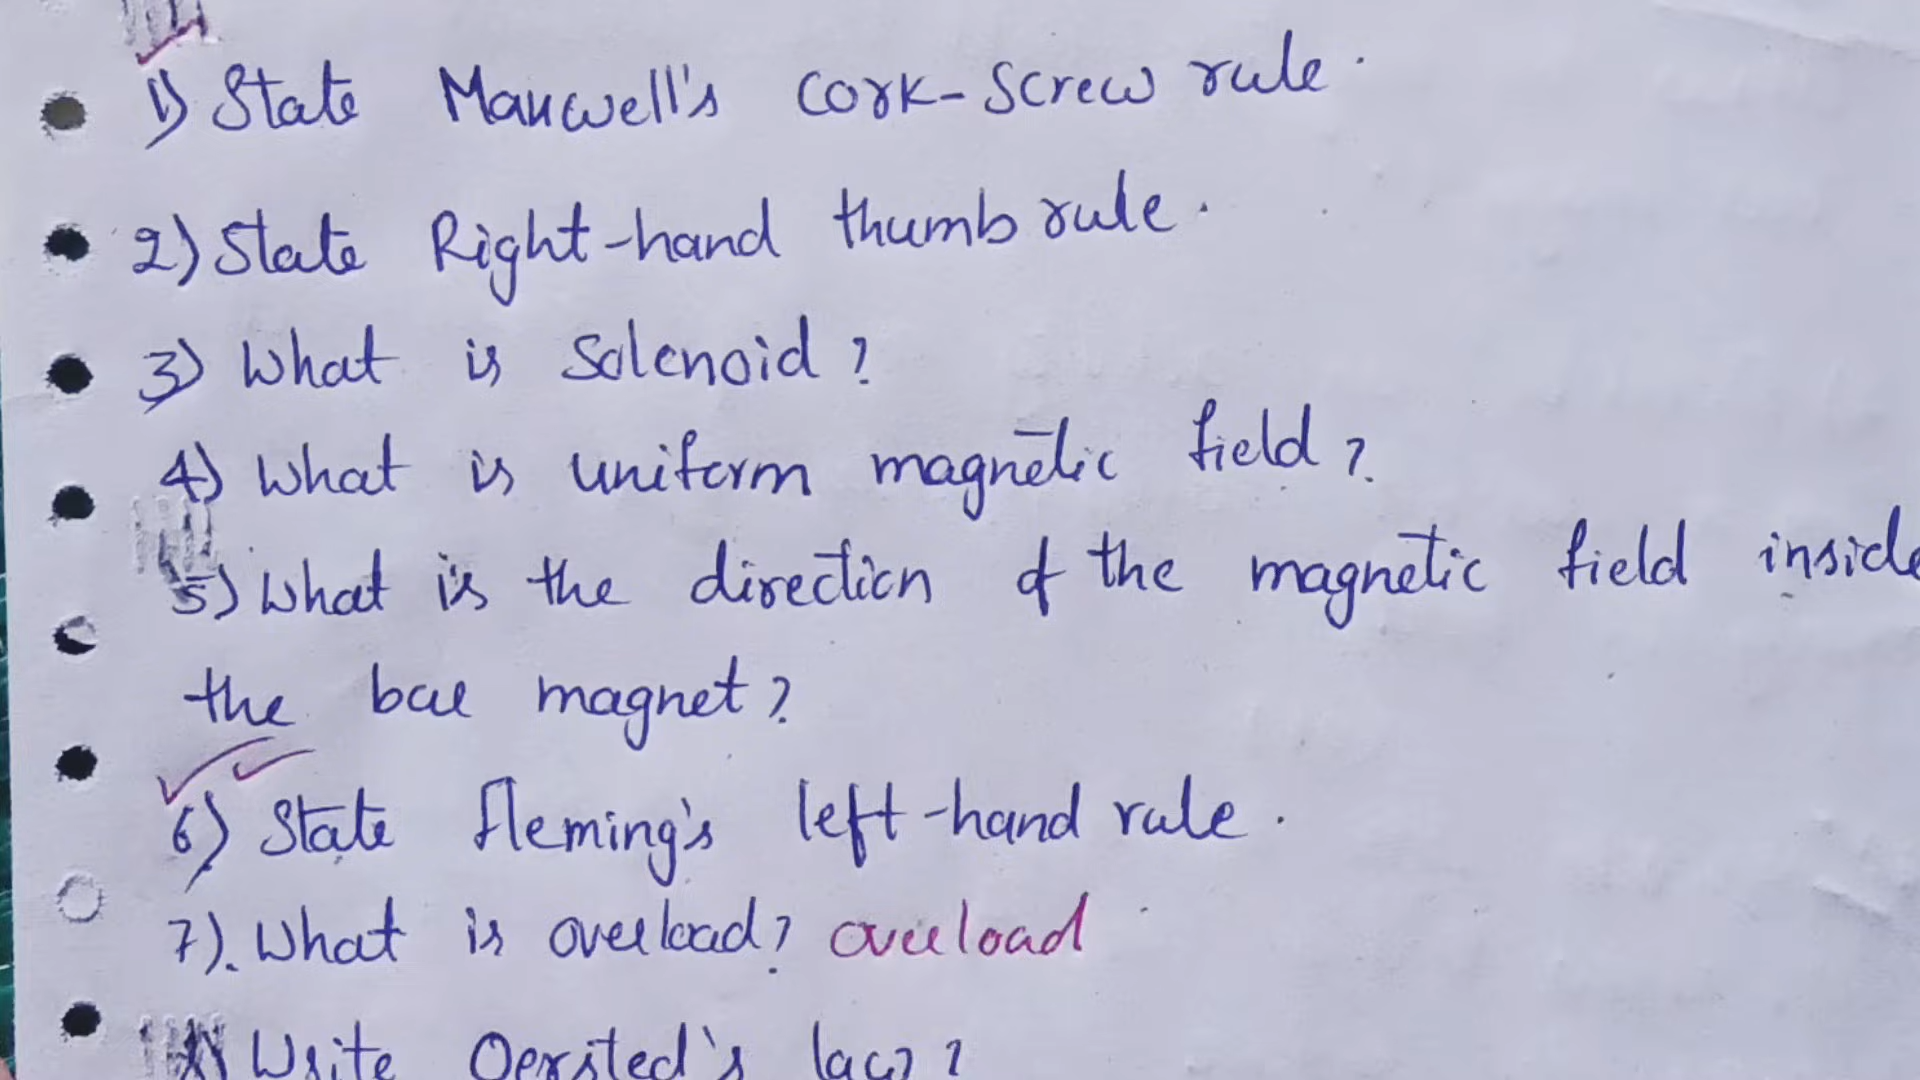 1) State Maxwell's Cork-Screw rule.
2) State Right-hand thumb rule.
3) What is Solenoid?
4) What is uniform magnetic field?
5) What is the direction of the magnetic field inside
the bar magnet?
6) State Fleming's left-hand rule.
7). What is overload? overload
8) Write Oersted's law?